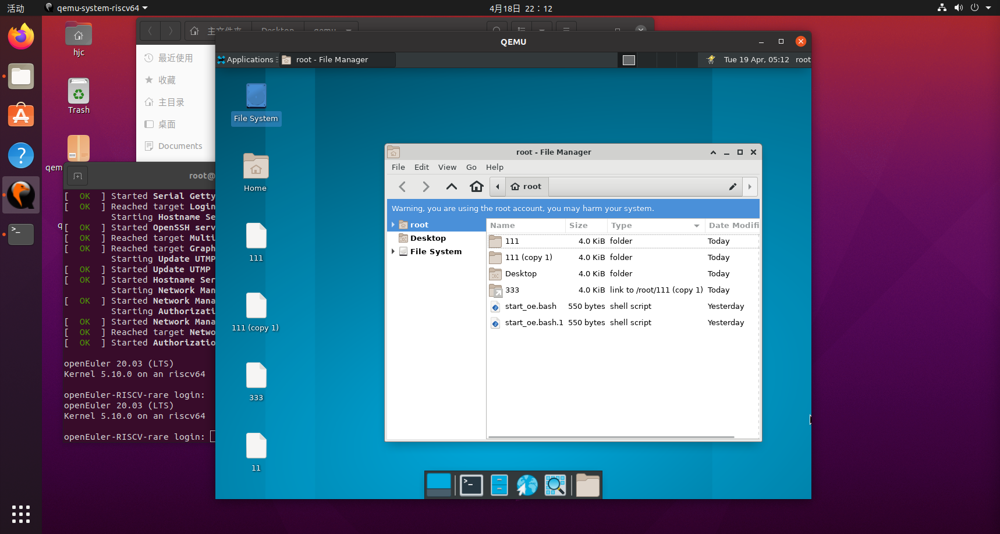 活动
qemu-system-riscv64
4月18日 22：12
hjc
Trash
qem
q
主文件夹
Desktop
qemu
最近使用
收藏
主目录
桌面
Documents
root@
[ OK ] Started Serial Getty
[ OK ] Reached target Login
Starting Hostname Se
[ OK ] Started OpenSSH serv
[ OK ] Reached target Multi
[ OK ] Reached target Graph
Starting Update UTMP
[ OK ] Started Update UTMP
[ OK ] Started Hostname Ser
Starting Network Man
[ OK ] Started Network Mana
Starting Authorizati
[ OK ] Started Network Mana
[ OK ] Reached target Netwo
[ OK ] Started Authorizatio
openEuler 20.03 (LTS)
Kernel 5.10.0 on an riscv64
openEuler-RISCV-rare login:
openEuler 20.03 (LTS)
Kernel 5.10.0 on an riscv64
openEuler-RISCV-rare login:
QEMU
Applications
root - File Manager
Tue 19 Apr, 05:12
root
File System
Home
111
111 (copy 1)
333
11
root - File Manager
File Edit View Go Help
root
Warning, you are using the root account, you may harm your system.
root
Desktop
File System
Name Size Type Date Modifi
111 4.0 KiB folder Today
111 (copy 1) 4.0 KiB folder Today
Desktop 4.0 KiB folder Today
333 4.0 KiB link to /root/111 (copy 1) Today
start_oe.bash 550 bytes shell script Yesterday
start_oe.bash.1 550 bytes shell script Yesterday